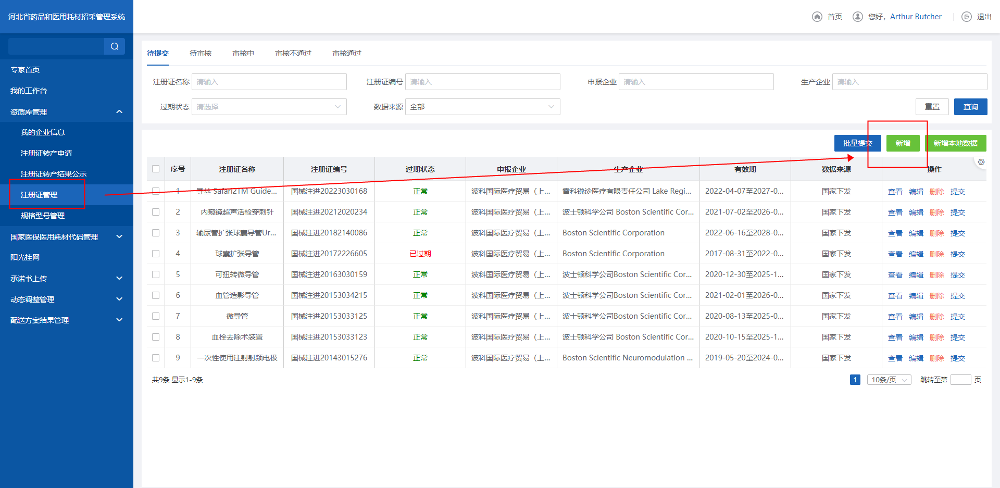 河北省药品和医用耗材招采管理系统
首页 您好，Arthur Butcher 退出
专家首页
我的工作台
资质库管理
我的企业信息
注册证转产申请
注册证转产结果公示
注册证管理
规格型号管理
国家医保医用耗材代码管理
阳光挂网
承诺书上传
动态调整管理
配送方案结果管理
待提交 待审核 审核中 审核不通过 审核通过
注册证名称 请输入 注册证编号 请输入 申报企业 请输入 生产企业 请输入
过期状态 请选择 数据来源 全部 重置 查询
批量提交 新增 新增本地数据
序号 注册证名称 注册证编号 过期状态 申报企业 生产企业 有效期 数据来源 操作
1 导丝 Safari2TM Guide... 国械注进20223030168 正常 波科国际医疗贸易（上... 雷科锐诊医疗有限责任公司 Lake Regi... 2022-04-07至2027-0... 国家下发 查看 编辑 删除 提交
2 内窥镜超声活检穿刺针 国械注进20212020234 正常 波科国际医疗贸易（上... 波士顿科学公司 Boston Scientific Cor... 2021-07-02至2026-0... 国家下发 查看 编辑 删除 提交
3 输尿管扩张球囊导管Ur... 国械注进20182140086 正常 波科国际医疗贸易（上... Boston Scientific Corporation 2022-06-16至2028-0... 国家下发 查看 编辑 删除 提交
4 球囊扩张导管 国械注进20172226605 已过期 波科国际医疗贸易（上... Boston Scientific Corporation 2017-08-31至2022-0... 国家下发 查看 编辑 删除 提交
5 可扭转微导管 国械注进20163030159 正常 波科国际医疗贸易（上... 波士顿科学公司Boston Scientific Cor... 2020-12-30至2025-1... 国家下发 查看 编辑 删除 提交
6 血管造影导管 国械注进20153034215 正常 波科国际医疗贸易（上... 波士顿科学公司Boston Scientific Cor... 2021-02-01至2026-0... 国家下发 查看 编辑 删除 提交
7 微导管 国械注进20153033125 正常 波科国际医疗贸易（上... 波士顿科学公司Boston Scientific Cor... 2020-08-13至2025-0... 国家下发 查看 编辑 删除 提交
8 血栓去除术装置 国械注进20153033123 正常 波科国际医疗贸易（上... 波士顿科学公司 Boston Scientific Cor... 2020-10-15至2025-1... 国家下发 查看 编辑 删除 提交
9 一次性使用注射射频电极 国械注进20143015276 正常 波科国际医疗贸易（上... Boston Scientific Neuromodulation ... 2019-05-20至2024-0... 国家下发 查看 编辑 删除 提交
共9条 显示1-9条 1 10条/页 跳转至第 页